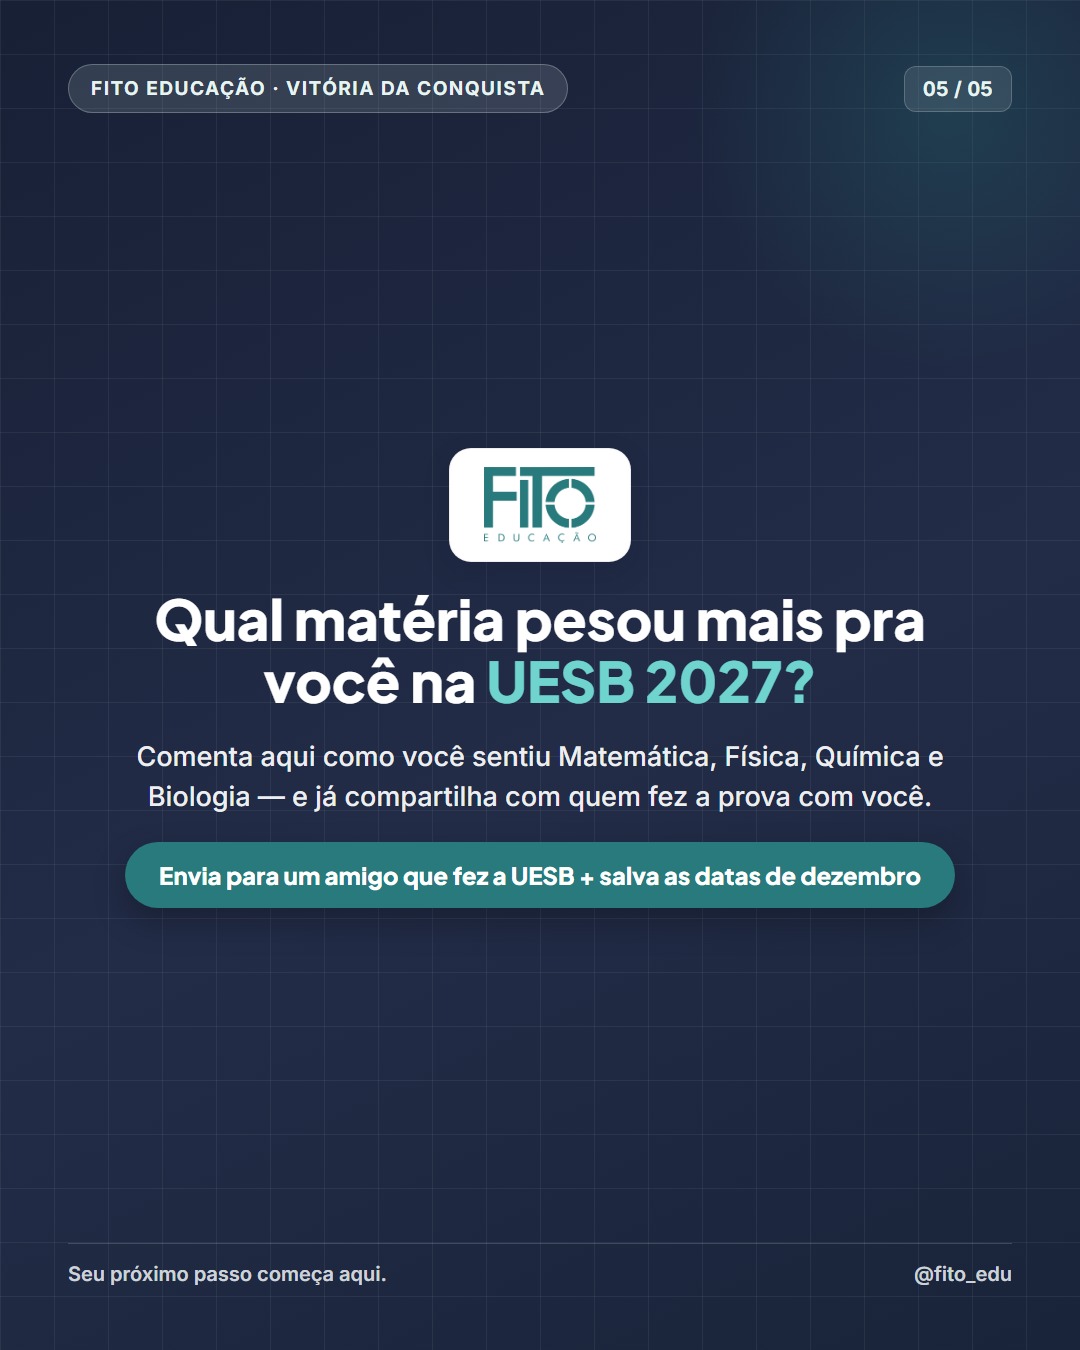 FITO EDUCAÇÃO · VITÓRIA DA CONQUISTA
05 / 05
FITO
EDUCAÇÃO
Qual matéria pesou mais pra
você na UESB 2027?
Comenta aqui como você sentiu Matemática, Física, Química e
Biologia — e já compartilha com quem fez a prova com você.
Envia para um amigo que fez a UESB + salva as datas de dezembro
Seu próximo passo começa aqui.
@fito_edu